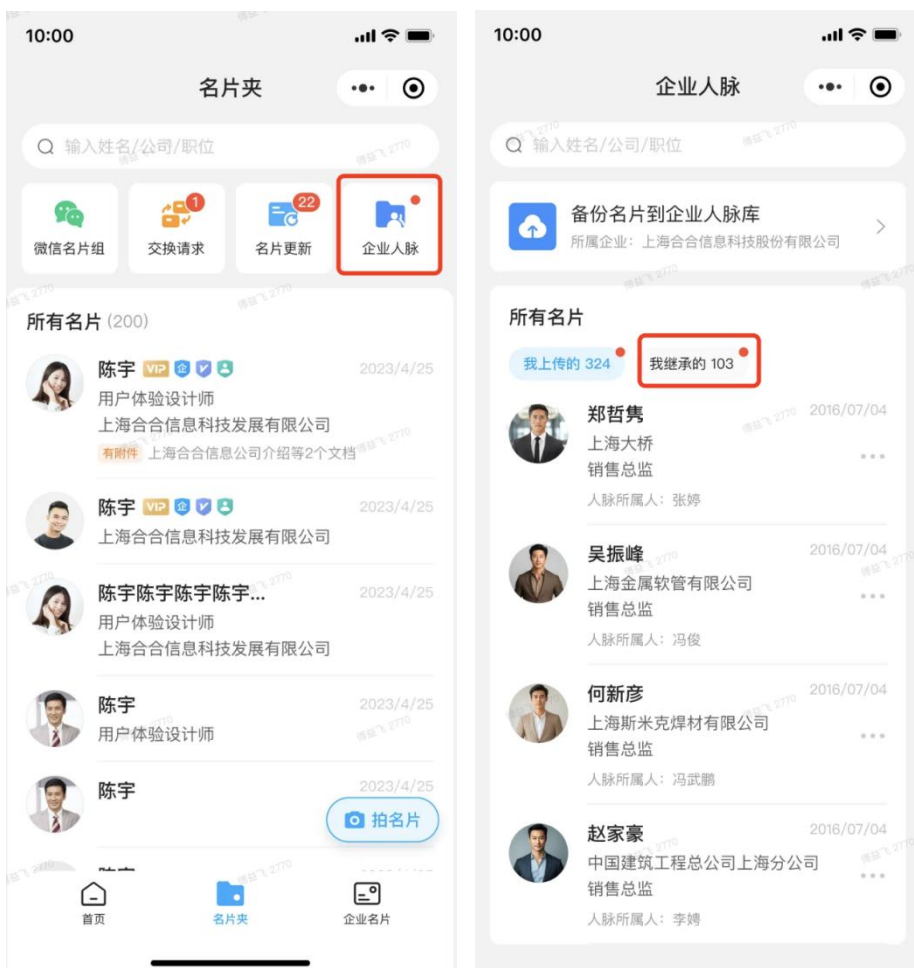 10:00
名片夹
输入姓名/公司/职位
1
22
微信名片组
交换请求
名片更新
企业人脉
所有名片 (200)
陈宇 VIP 企
2023/4/25
用户体验设计师
上海合合信息科技发展有限公司
有附件 上海合合信息公司介绍等2个文档
陈宇 VIP 企
2023/4/25
上海合合信息科技发展有限公司
陈宇陈宇陈宇陈宇...
2023/4/25
用户体验设计师
上海合合信息科技发展有限公司
陈宇
2023/4/25
用户体验设计师
陈宇
2023/4/25
拍名片
首页
名片夹
企业名片
10:00
企业人脉
输入姓名/公司/职位
备份名片到企业人脉库
所属企业：上海合合信息科技股份有限公司
所有名片
我上传的 324
我继承的 103
郑哲隽
2016/07/04
上海大桥
销售总监
人脉所属人：张婷
吴振峰
2016/07/04
上海金属软管有限公司
销售总监
人脉所属人：冯俊
何新彦
2016/07/04
上海斯米克焊材有限公司
销售总监
人脉所属人：冯武鹏
赵家豪
2016/07/04
中国建筑工程总公司上海分公司
销售总监
人脉所属人：李娉